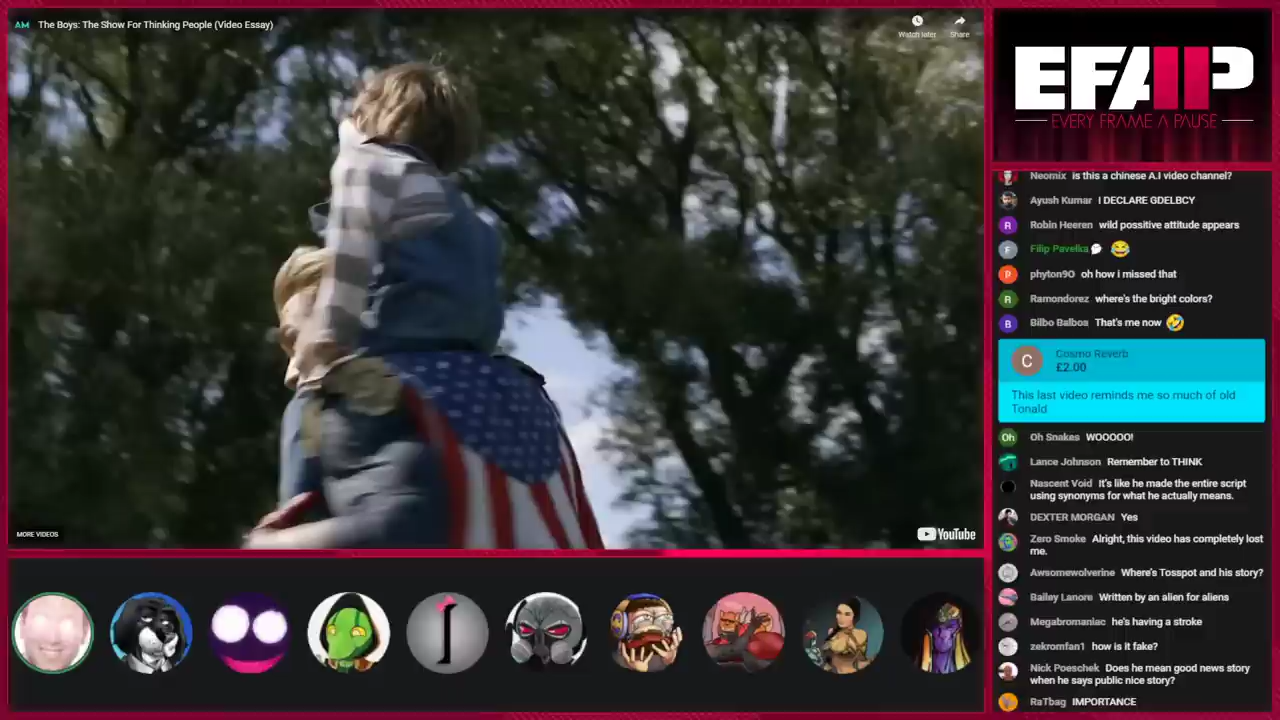 AM The Boys: The Show For Thinking People (Video Essay)
Watch later
Share
MORE VIDEOS
YouTube
EFAP
EVERY FRAME A PAUSE
Neomix is this a chinese A.I video channel?
Ayush Kumar I DECLARE GDELBCY
R Robin Heeren wild possitive attitude appears
F Filip Pavelka
P phyton90 oh how i missed that
R Ramondorez where's the bright colors?
B Bilbo Balboa That's me now
C Cosmo Reverb
£2.00
This last video reminds me so much of old
Tonald
Oh Oh Snakes WOOOOO!
Lance Johnson Remember to THINK
Nascent Void It's like he made the entire script
using synonyms for what he actually means.
DEXTER MORGAN Yes
Zero Smoke Alright, this video has completely lost
me.
Awsomewolverine Where's Tosspot and his story?
Bailey Lanore Written by an alien for aliens
Megabromaniac he's having a stroke
zekromfan1 how is it fake?
Nick Poeschek Does he mean good news story
when he says public nice story?
RaTbag IMPORTANCE